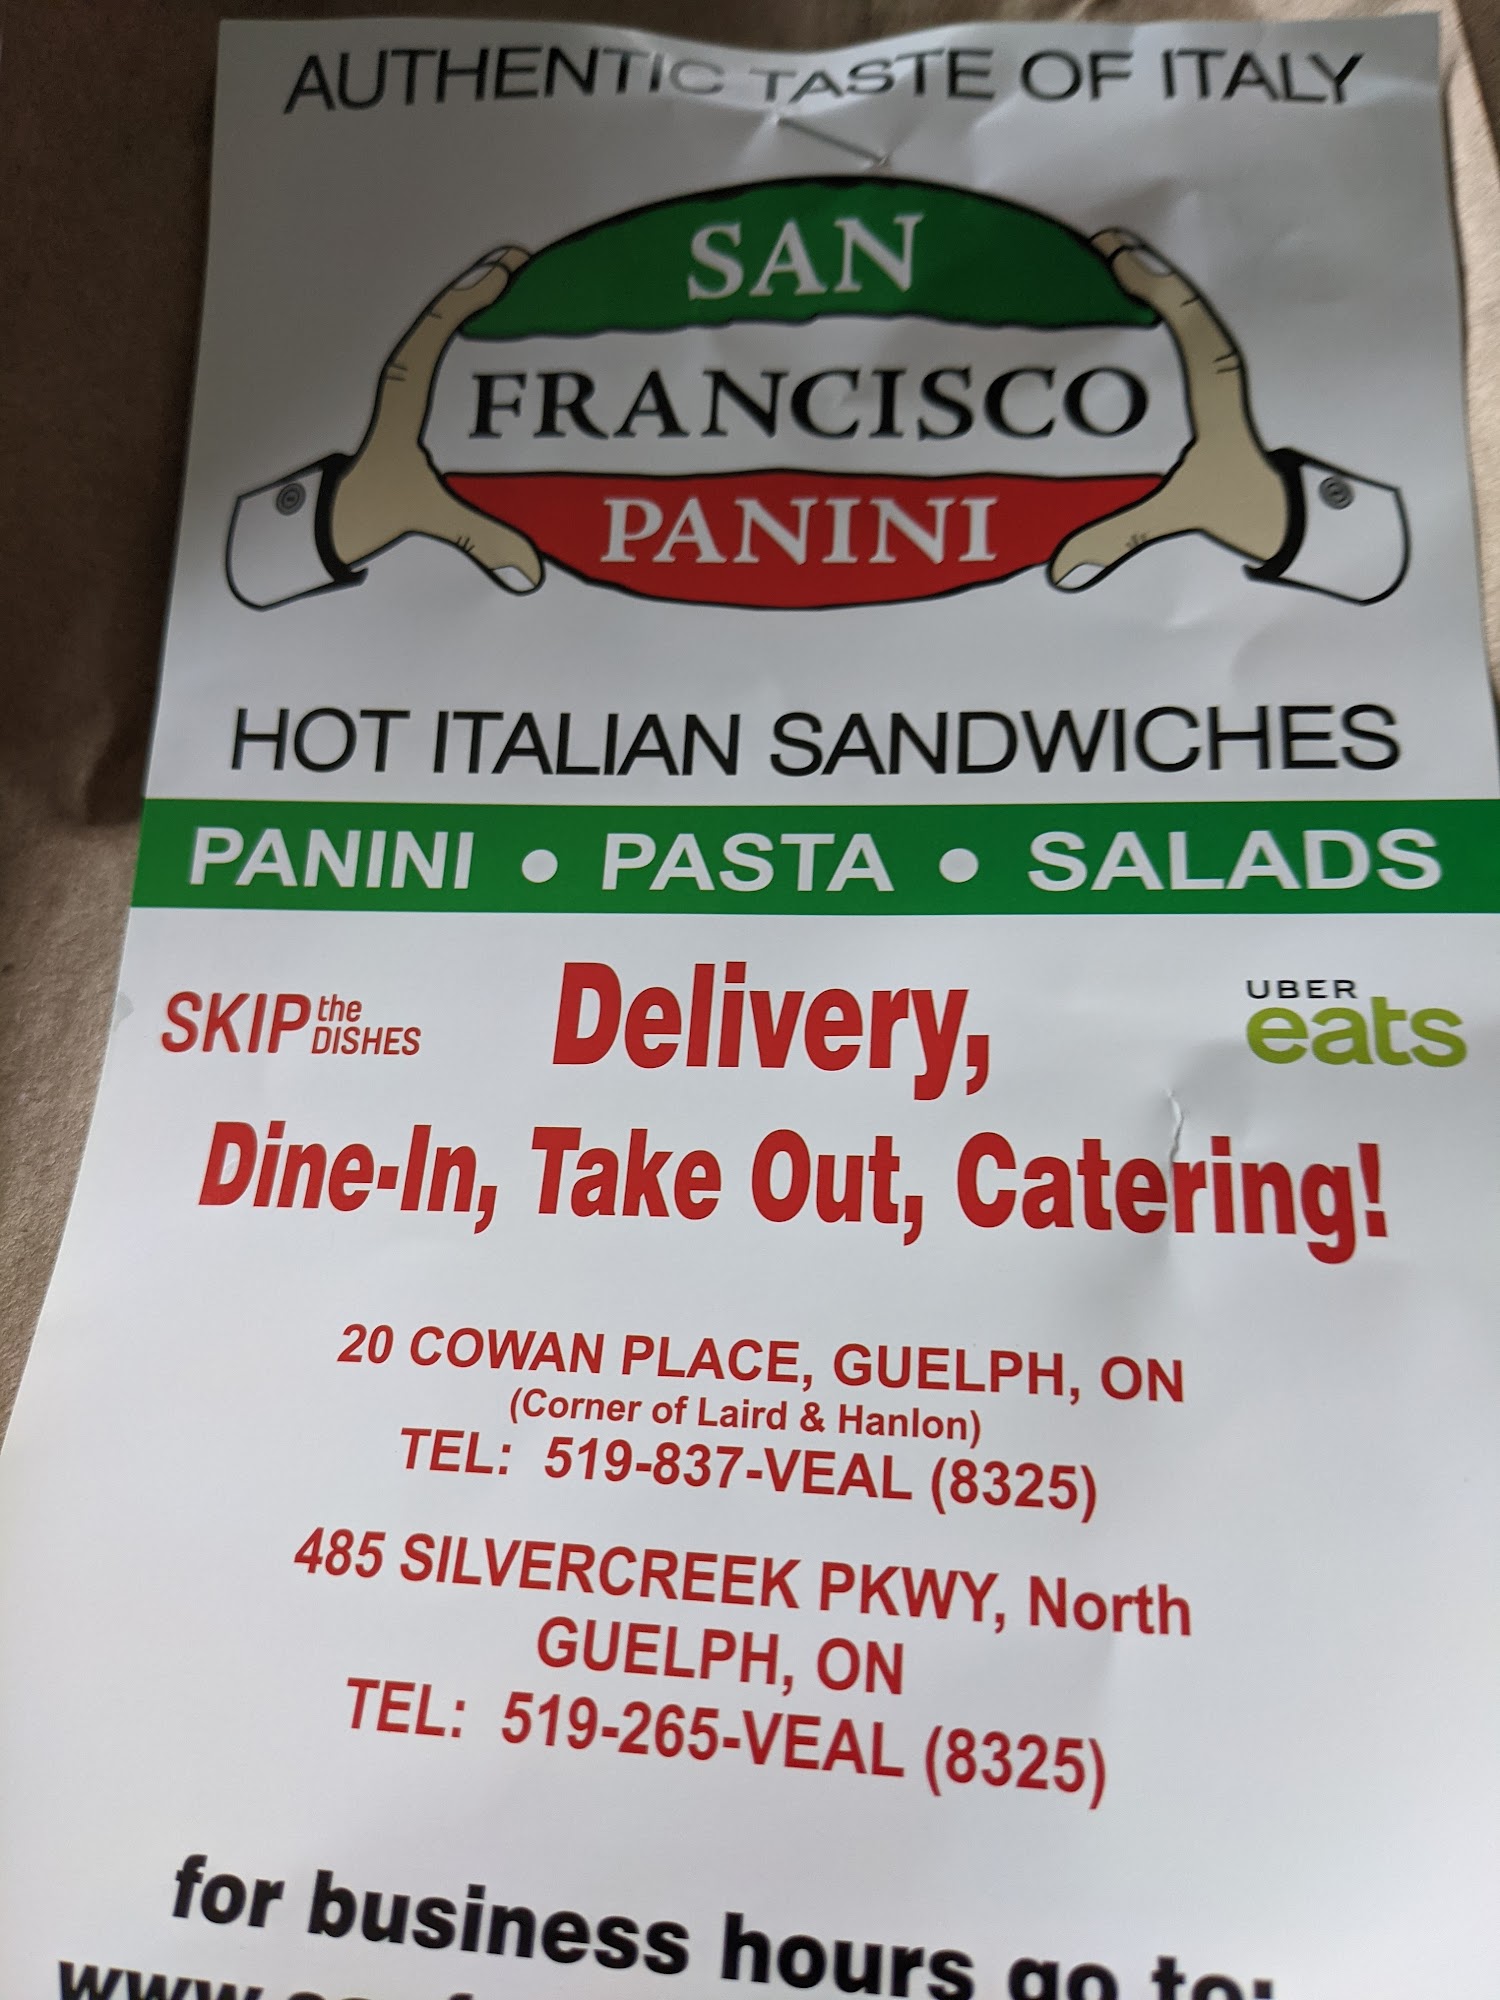 AUTHENTIC TASTE OF ITALY
SAN
FRANCISCO
PANINI
HOT ITALIAN SANDWICHES
PANINI • PASTA • SALADS
SKIP the DISHES
Delivery,
UBER eats
Dine-In, Take Out, Catering!
20 COWAN PLACE, GUELPH, ON
(Corner of Laird & Hanlon)
TEL: 519-837-VEAL (8325)
485 SILVERCREEK PKWY, North
GUELPH, ON
TEL: 519-265-VEAL (8325)
for business hours go to: